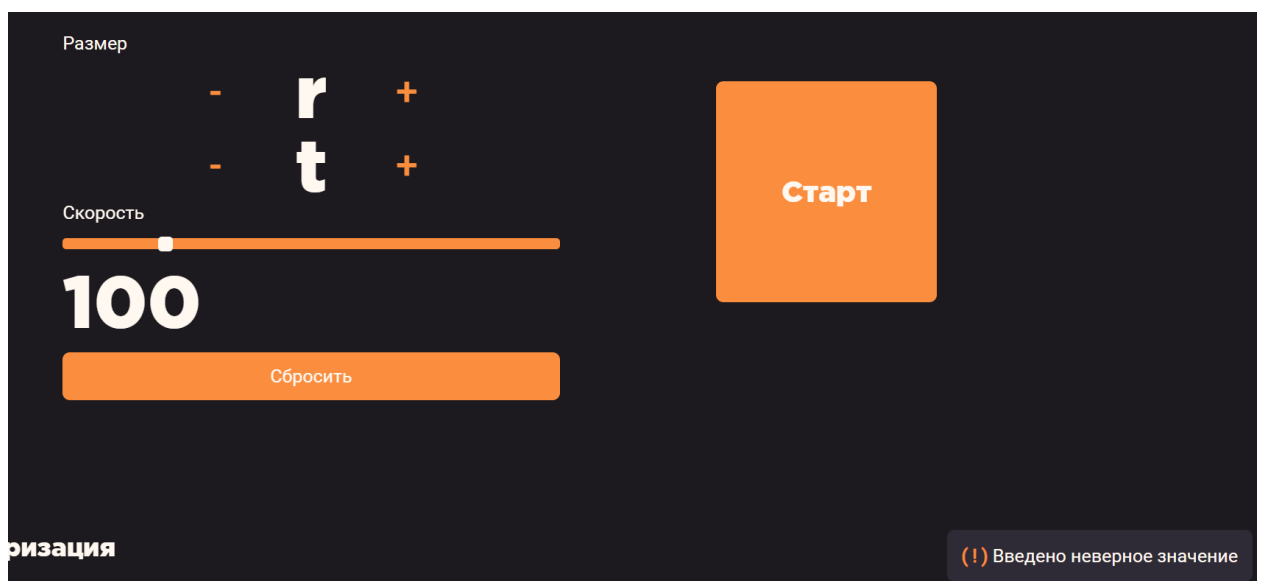 Размер
- r +
- t +
Скорость
100
Сбросить
Старт
ризация
(!) Введено неверное значение